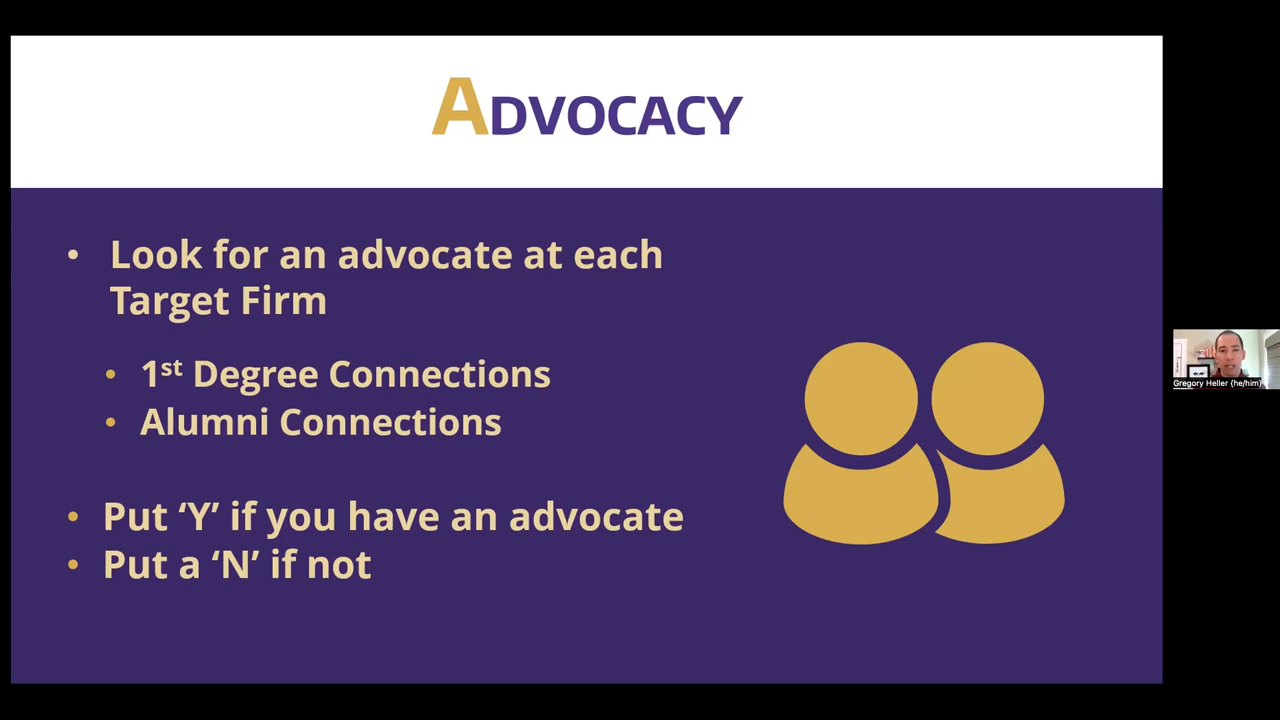 ADVOCACY
• Look for an advocate at each
Target Firm
• 1st Degree Connections
• Alumni Connections
• Put ‘Y’ if you have an advocate
• Put a ‘N’ if not
Gregory Heller (he/him)